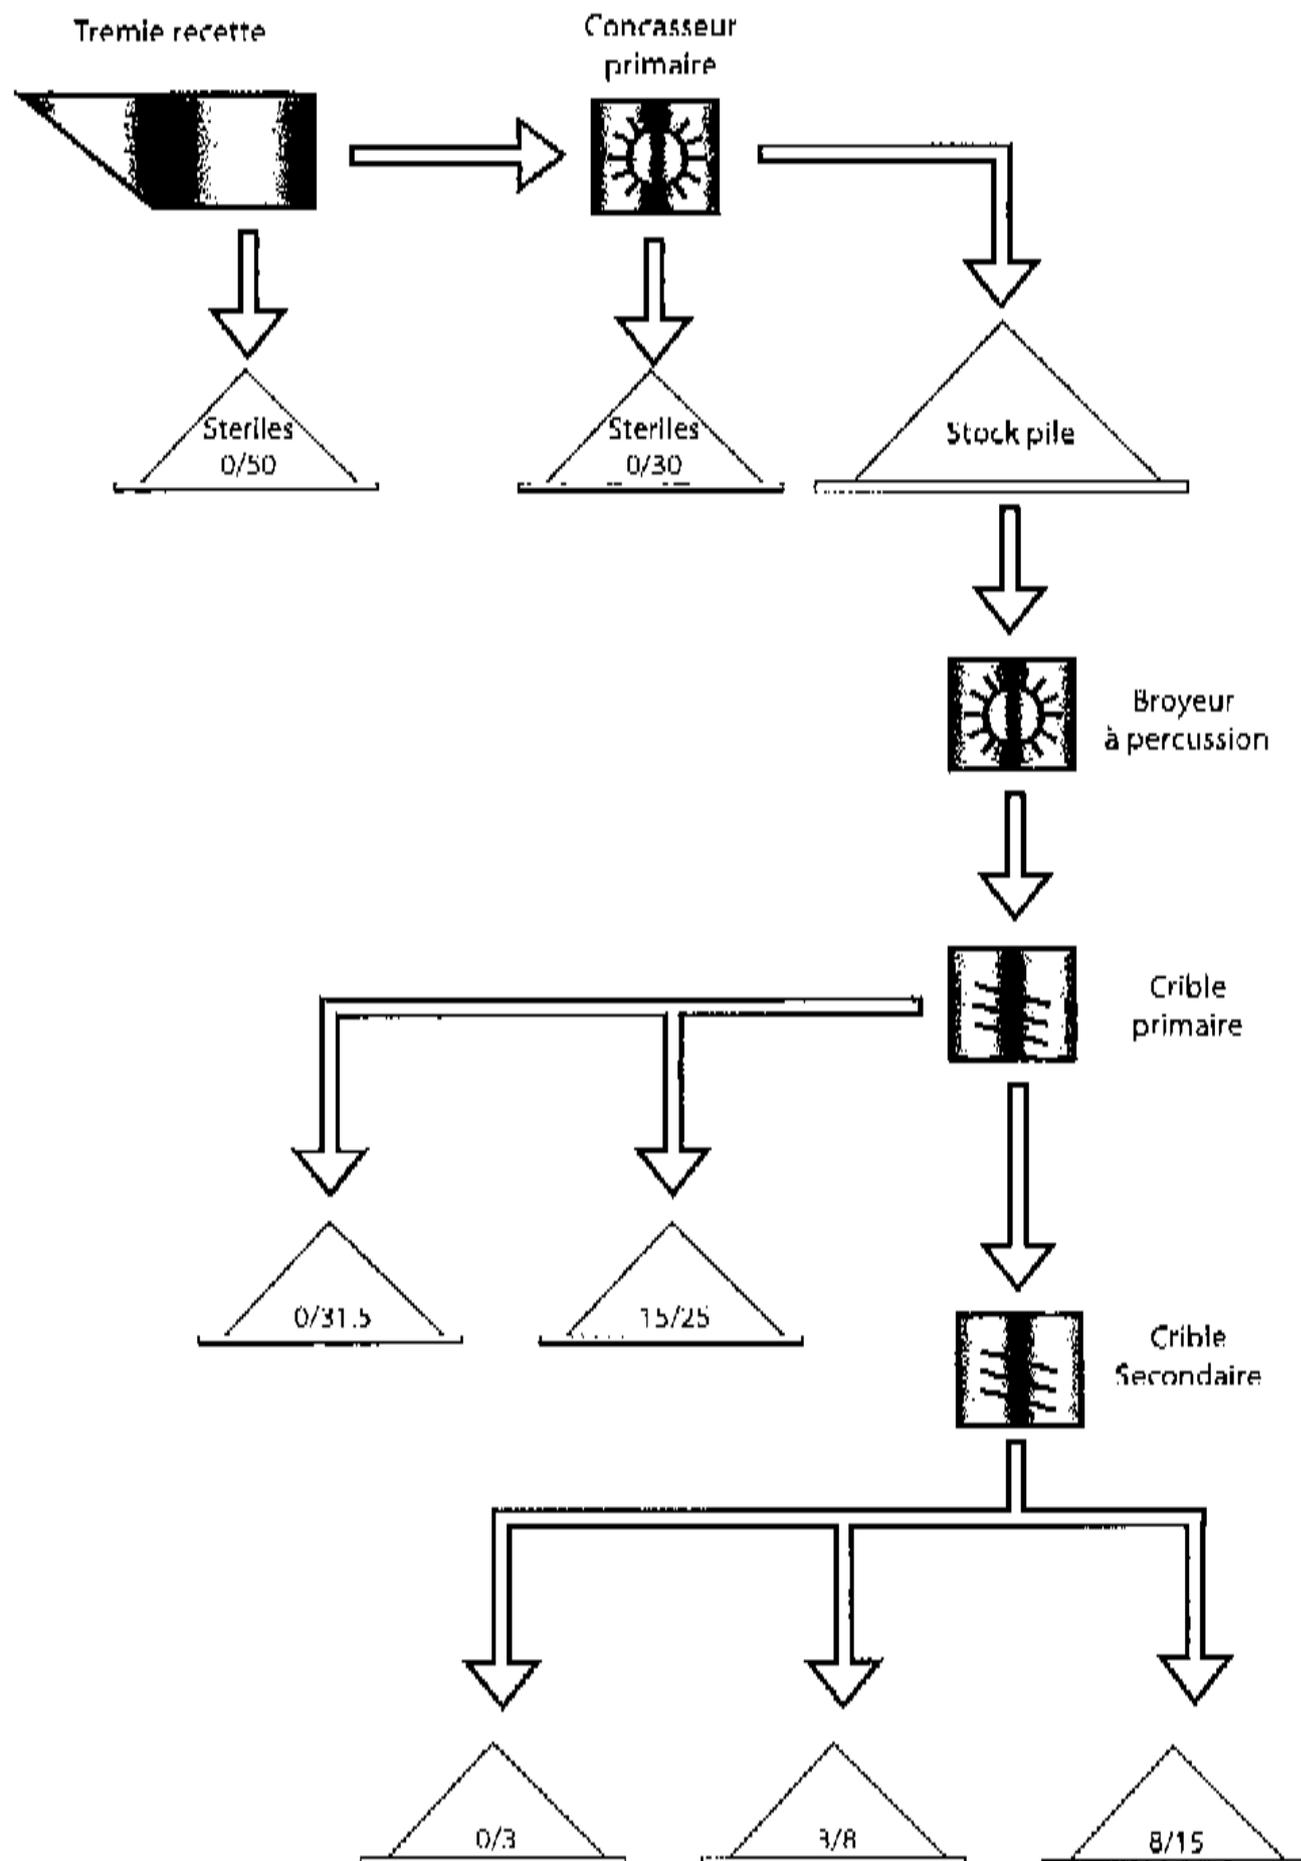 Tremie recette
Concasseur
primaire
Steriles
0/50
Steriles
0/30
Stock pile
Broyeur
à percussion
Crible
primaire
0/31.5
15/25
Crible
Secondaire
0/3
3/8
8/15